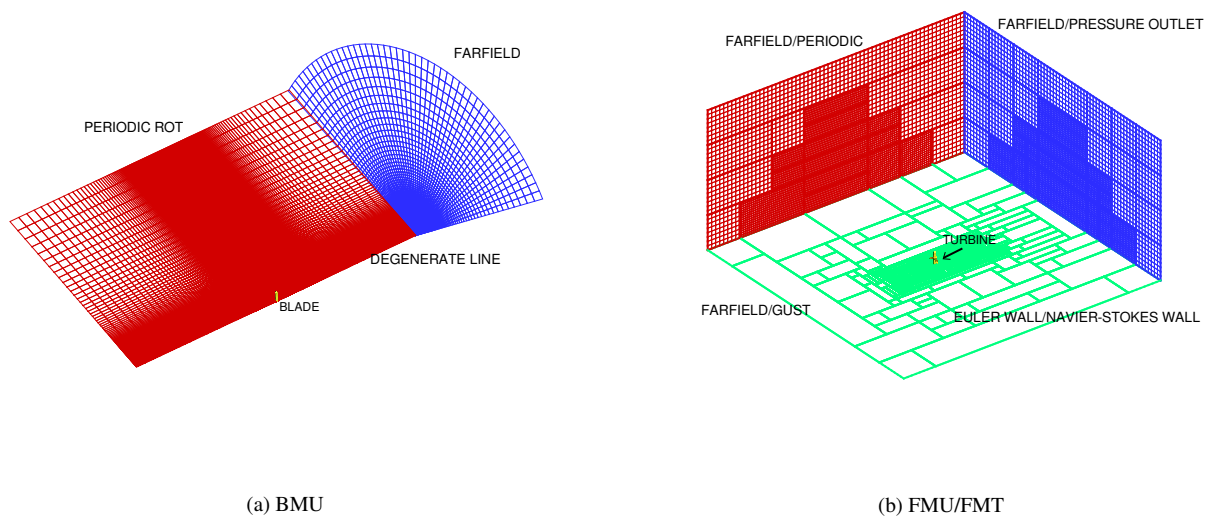 PERIODIC ROT
FARFIELD
DEGENERATE LINE
BLADE
(a) BMU
FARFIELD/PERIODIC
FARFIELD/PRESSURE OUTLET
TURBINE
FARFIELD/GUST
EULER WALL/NAVIER-STOKES WALL
(b) FMU/FMT